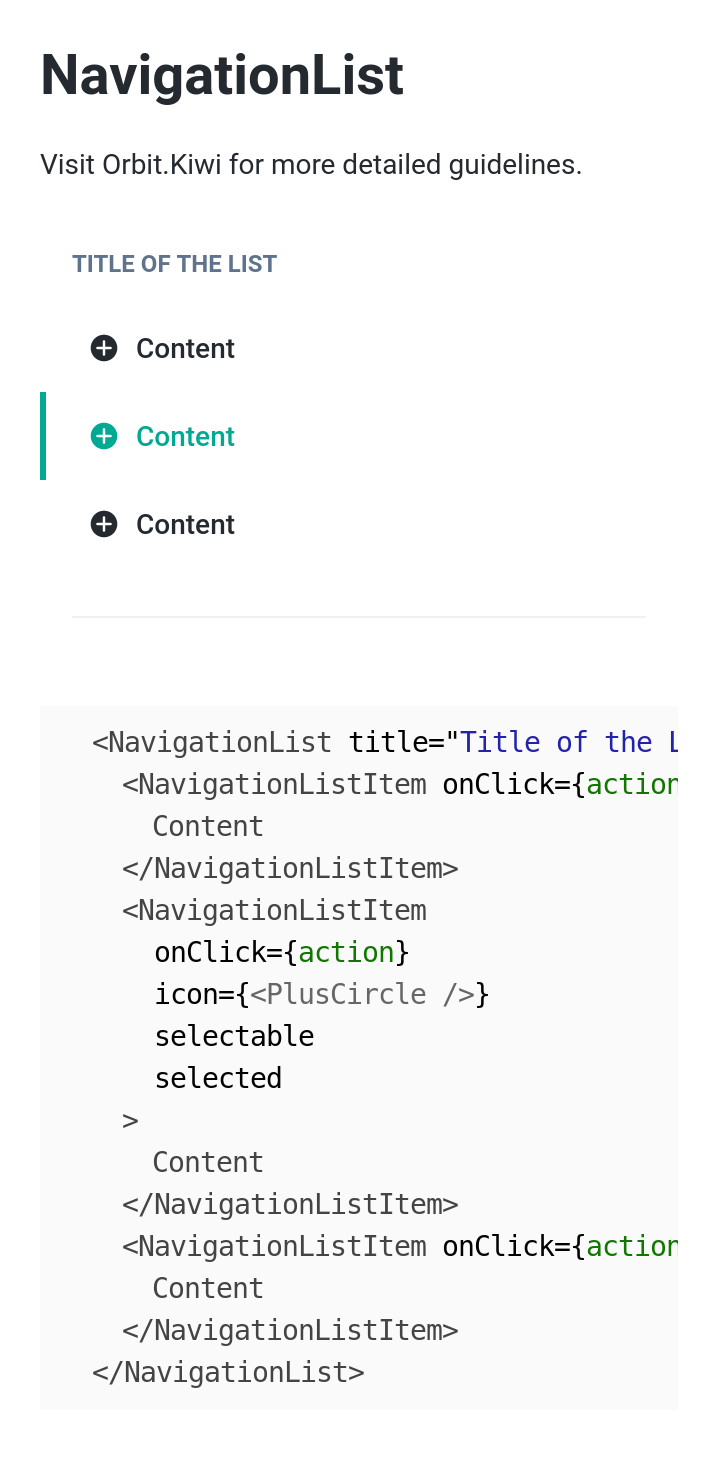 NavigationList
Visit Orbit.Kiwi for more detailed guidelines.
TITLE OF THE LIST
Content
Content
Content
<NavigationList title="Title of the L
<NavigationListItem onClick={action
Content
</NavigationListItem>
<NavigationListItem
onClick={action}
icon={<PlusCircle />}
selectable
selected
>
Content
</NavigationListItem>
<NavigationListItem onClick={action
Content
</NavigationListItem>
</NavigationList>